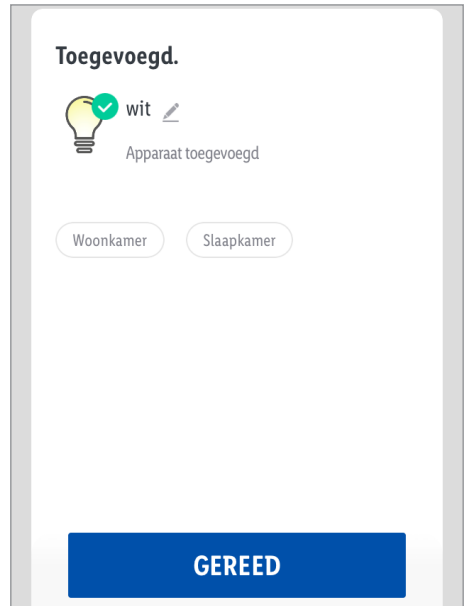 Toegevoegd.
wit
Apparaat toegevoegd
Woonkamer Slaapkamer
GEREED